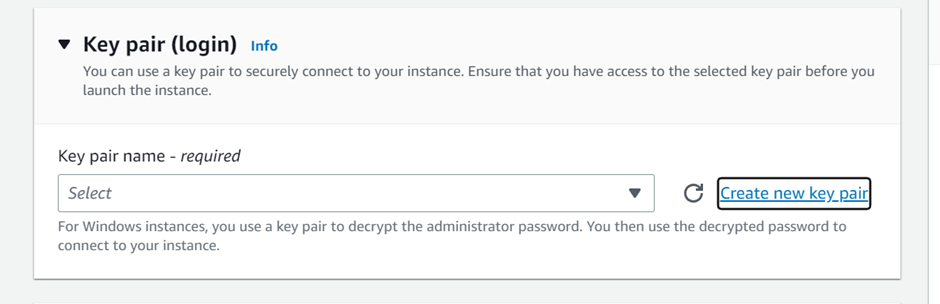 Key pair (login) Info
You can use a key pair to securely connect to your instance. Ensure that you have access to the selected key pair before you
launch the instance.
Key pair name - required
Select
Create new key pair
For Windows instances, you use a key pair to decrypt the administrator password. You then use the decrypted password to
connect to your instance.